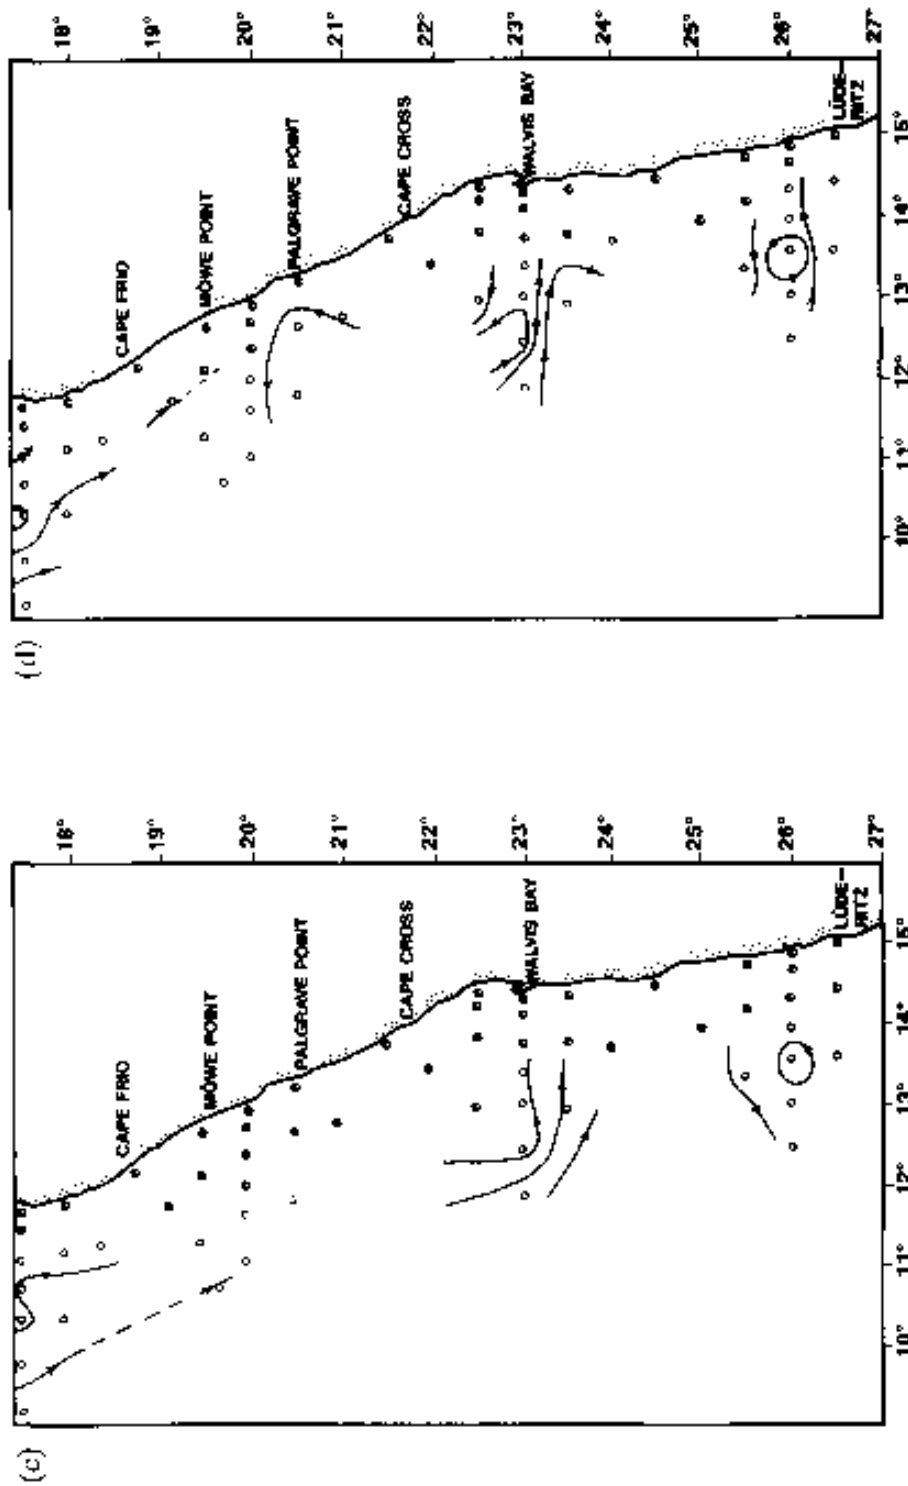 (c)
CAPE FRIO
MÖWE POINT
PALGRAVE POINT
CAPE CROSS
WALVIS BAY
LÜDE-
RITZ
18°
19°
20°
21°
22°
23°
24°
25°
26°
27°
10°
11°
12°
13°
14°
15°
(d)
CAPE FRIO
MÖWE POINT
PALGRAVE POINT
CAPE CROSS
WALVIS BAY
LÜDE-
RITZ
18°
19°
20°
21°
22°
23°
24°
25°
26°
27°
10°
11°
12°
13°
14°
15°